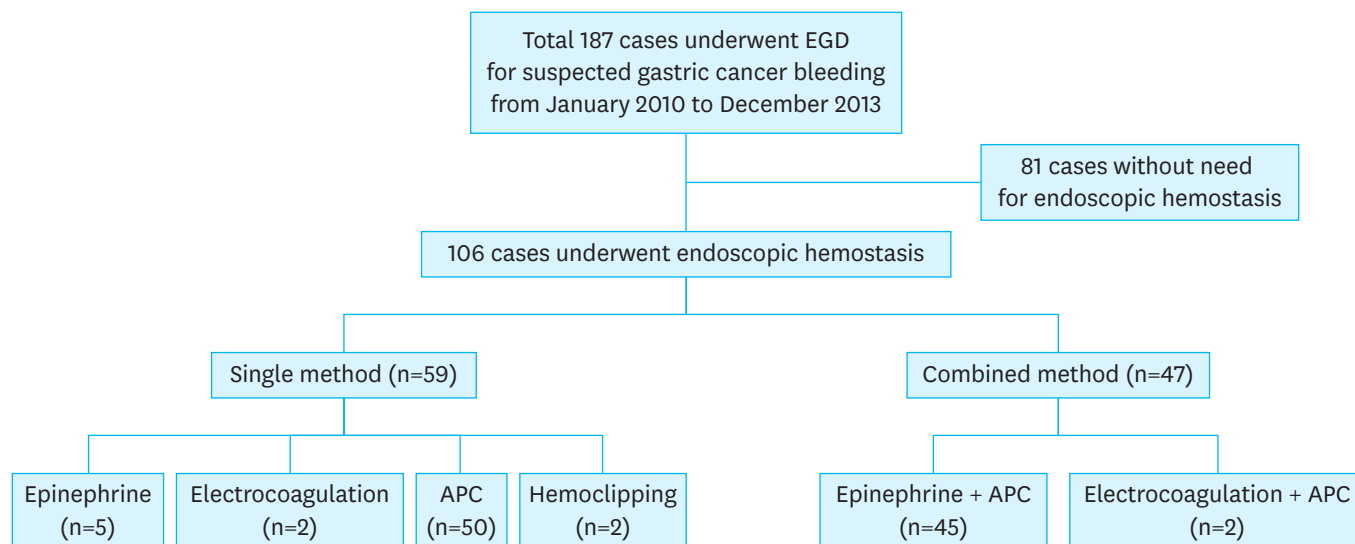 Total 187 cases underwent EGD
for suspected gastric cancer bleeding
from January 2010 to December 2013
81 cases without need
for endoscopic hemostasis
106 cases underwent endoscopic hemostasis
Single method (n=59)
Combined method (n=47)
Epinephrine
(n=5)
Electrocoagulation
(n=2)
APC
(n=50)
Hemoclipping
(n=2)
Epinephrine + APC
(n=45)
Electrocoagulation + APC
(n=2)